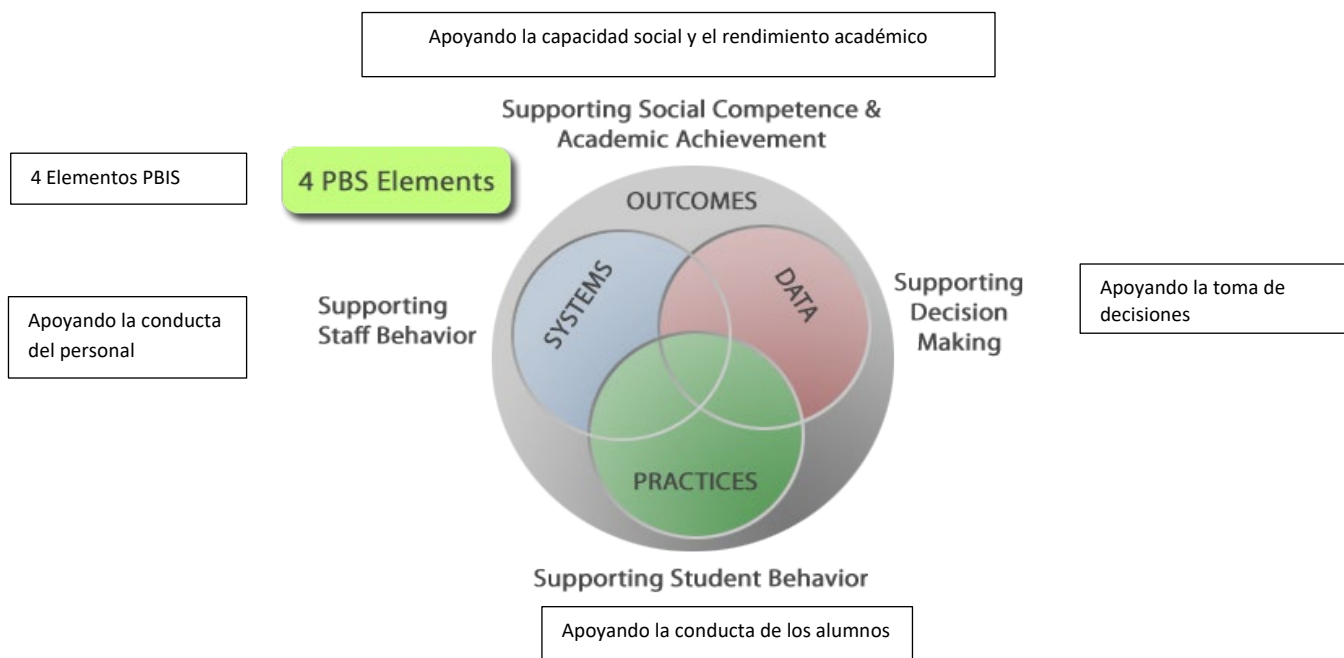 Apoyando la capacidad social y el rendimiento académico
Supporting Social Competence &
Academic Achievement
4 Elementos PBIS
4 PBS Elements
OUTCOMES
SYSTEMS
DATA
Supporting
Staff Behavior
Apoyando la conducta
del personal
Supporting
Decision
Making
Apoyando la toma de
decisiones
PRACTICES
Supporting Student Behavior
Apoyando la conducta de los alumnos